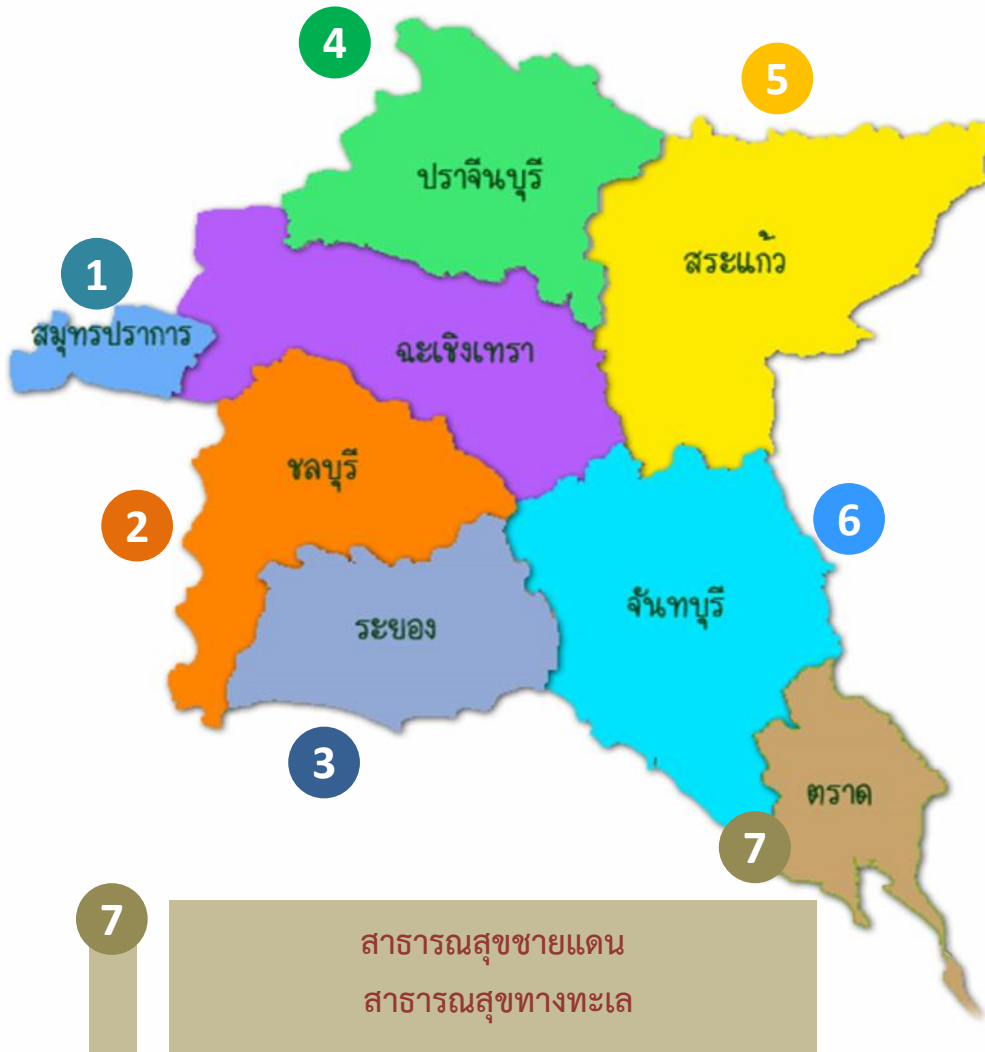 4
5
ปราจีนบุรี
สระแก้ว
1
สมุทรปราการ
ฉะเชิงเทรา
ชลบุรี
2
6
จันทบุรี
ระยอง
3
ตราด
7
7
สาธารณสุขชายแดน
สาธารณสุขทางทะเล